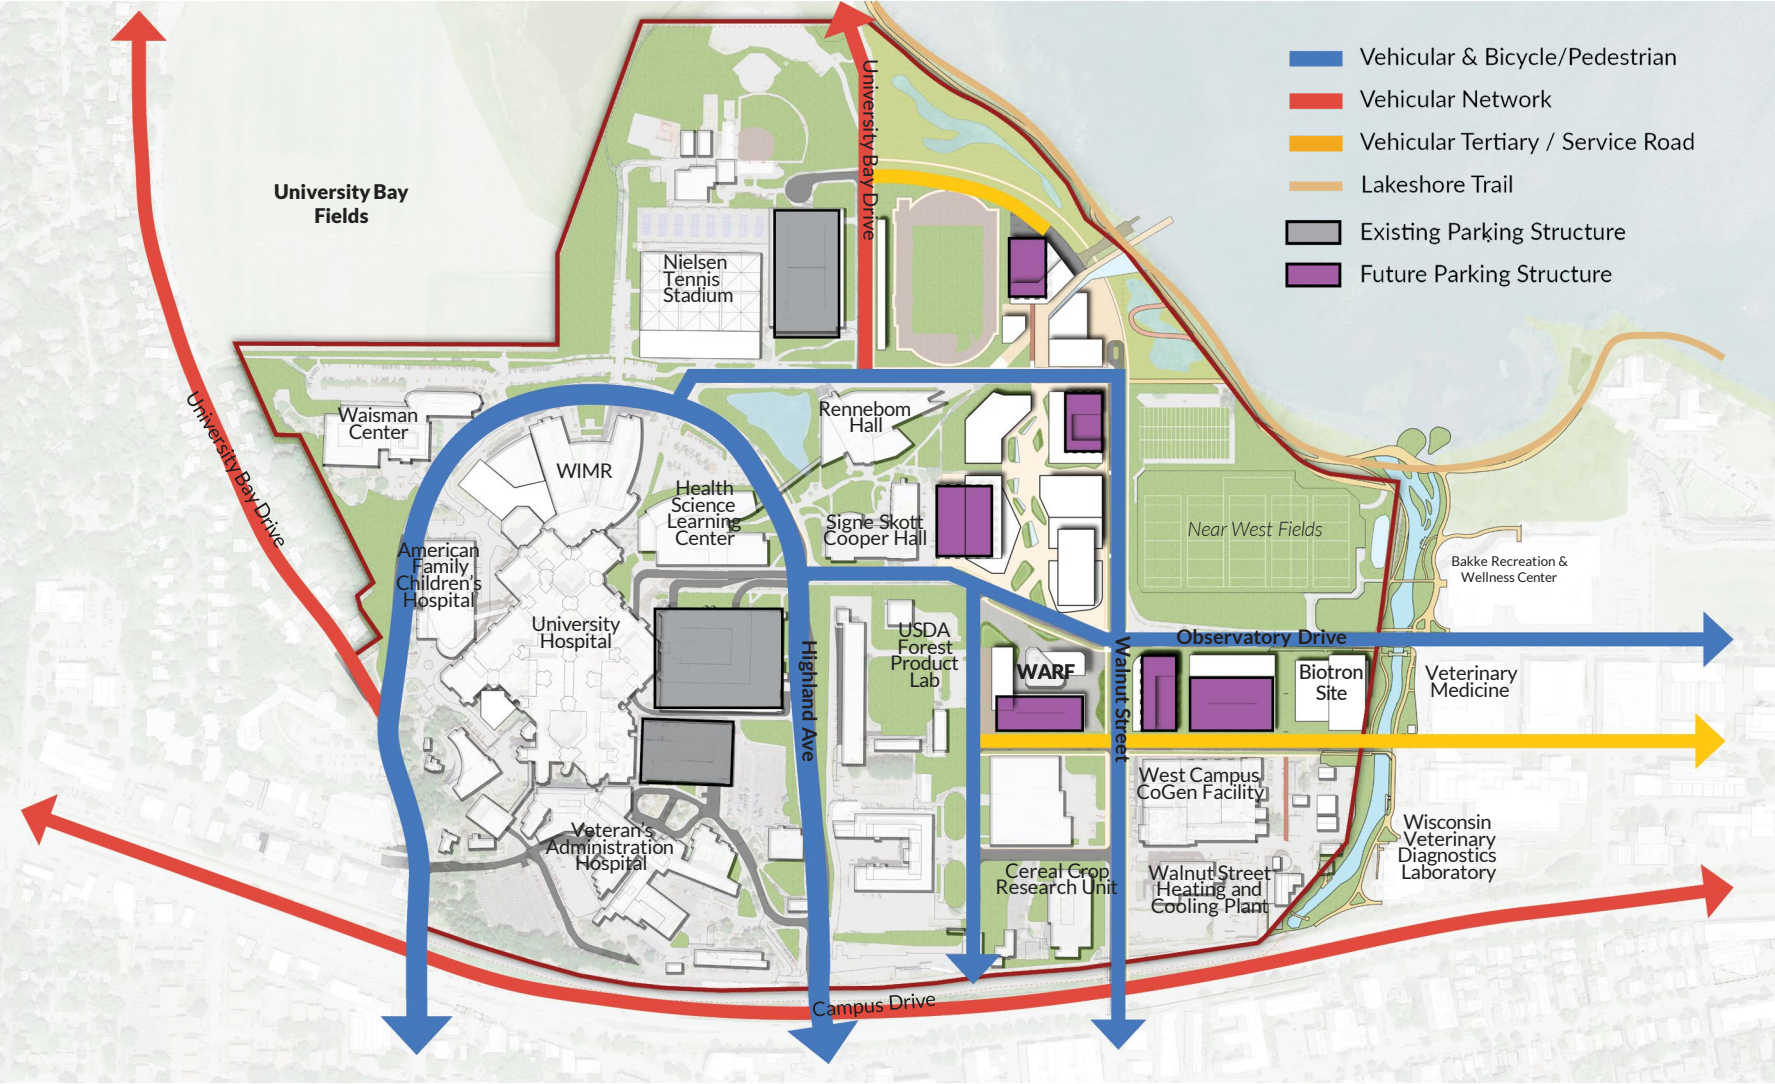 Vehicular & Bicycle/Pedestrian
Vehicular Network
Vehicular Tertiary / Service Road
Lakeshore Trail
Existing Parking Structure
Future Parking Structure
University Bay
Fields
University Bay Drive
Nielsen
Tennis
Stadium
University Bay Drive
Waisman
Center
Rennebom
Hall
WIMR
Health
Science
Learning
Center
Signe Skott
Cooper Hall
Near West Fields
American
Family
Children's
Hospital
Bakke Recreation &
Wellness Center
University
Hospital
USDA
Forest
Product
Lab
Highland Ave
WARF
Walnut Street
Observatory Drive
Biotron
Site
Veterinary
Medicine
West Campus
CoGen Facility
Veteran's
Administration
Hospital
Wisconsin
Veterinary
Diagnostics
Laboratory
Cereal Crop
Research Unit
Walnut Street
Heating and
Cooling Plant
Campus Drive